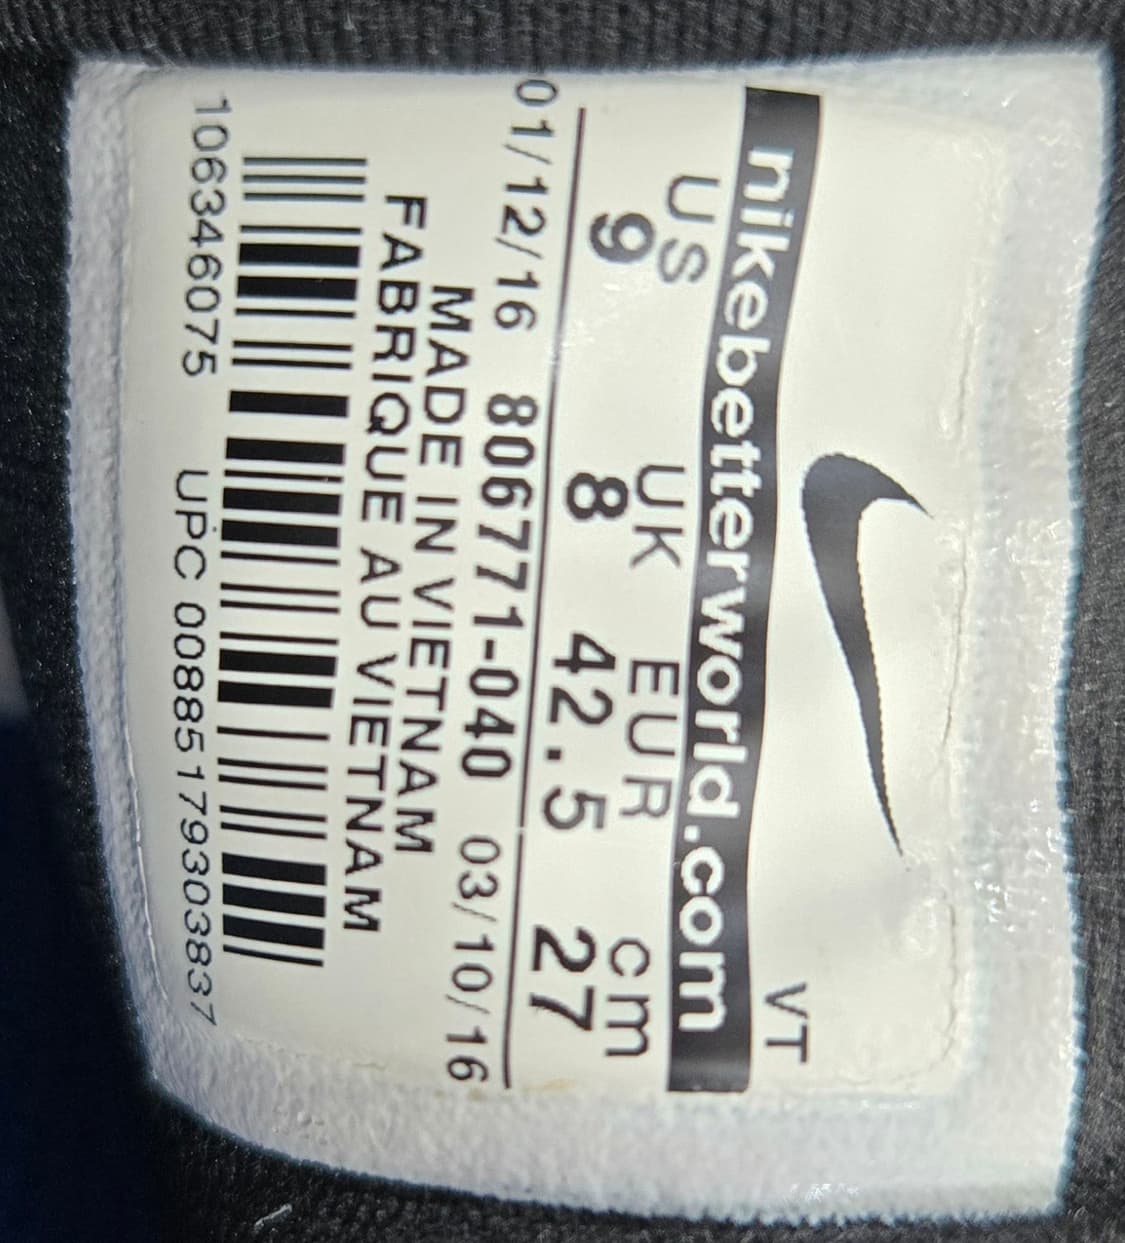 VT
nikebetterworld.com
US UK EUR cm
9 8 42.5 27
01/12/16 806771-040 03/10/16
MADE IN VIETNAM
FABRIQUE AU VIETNAM
106346075 UPC 00885179303837